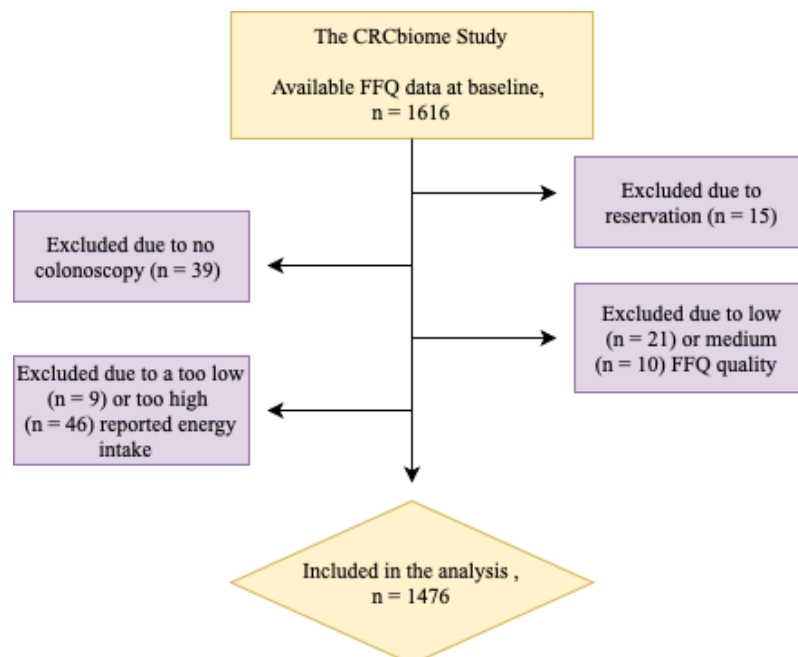 The CRCbiome Study
Available FFQ data at baseline,
n = 1616
Excluded due to
reservation (n = 15)
Excluded due to no
colonoscopy (n = 39)
Excluded due to low
(n = 21) or medium
(n = 10) FFQ quality
Excluded due to a too low
(n = 9) or too high
(n = 46) reported energy
intake
Included in the analysis ,
n = 1476